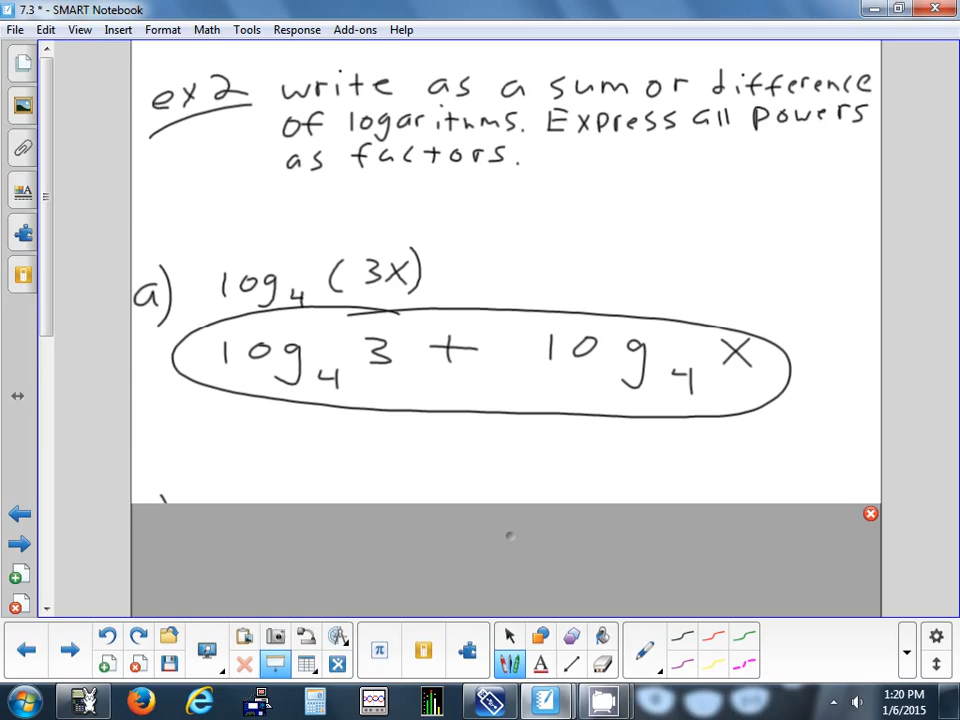 7.3 * - SMART Notebook
File Edit View Insert Format Math Tools Response Add-ons Help
ex 2 write as a sum or difference
of logarithms. Express all powers
as factors.
a) log₄ (3x)
log₄ 3 + log₄ x
1:20 PM
1/6/2015